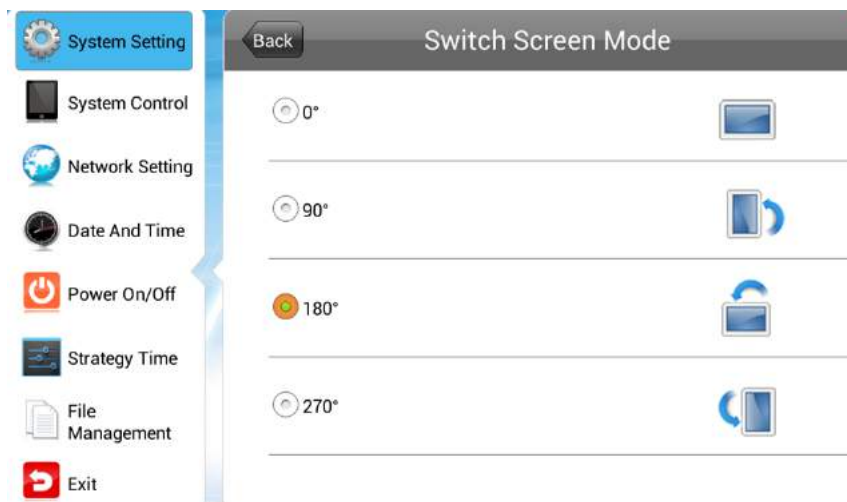 System Setting
System Control
Network Setting
Date And Time
Power On/Off
Strategy Time
File
Management
Exit
Back
Switch Screen Mode
0°
90°
180°
270°